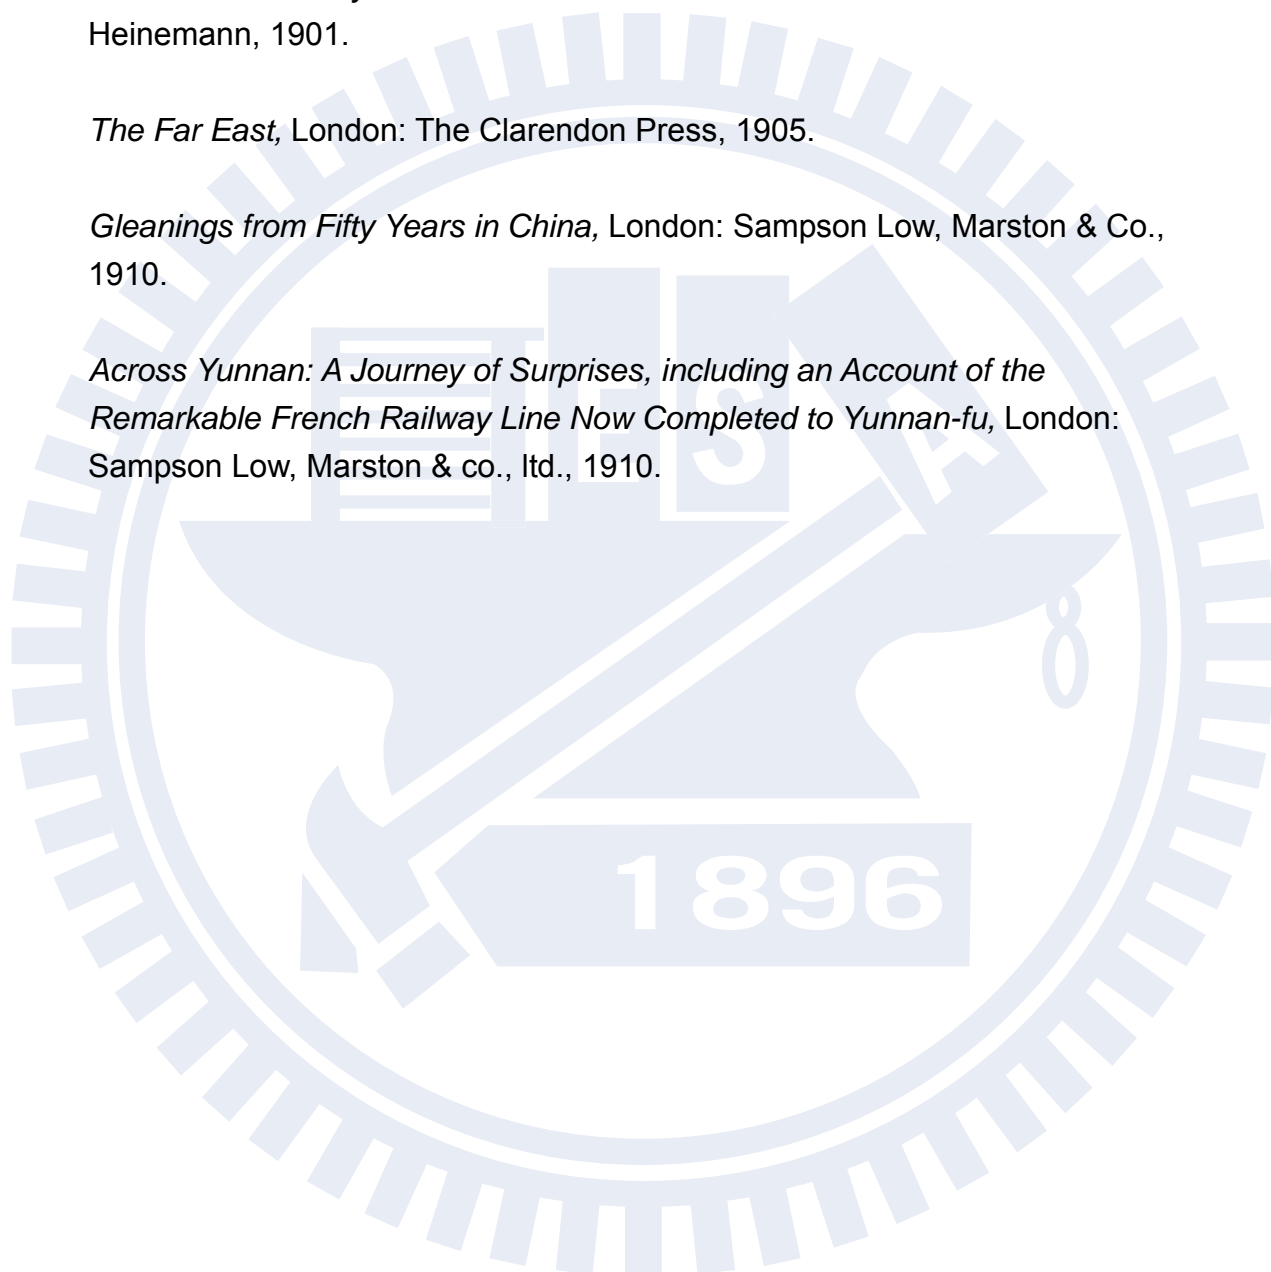 Heinemann, 1901.
The Far East, London: The Clarendon Press, 1905.
Gleanings from Fifty Years in China, London: Sampson Low, Marston & Co.,
1910.
Across Yunnan: A Journey of Surprises, including an Account of the
Remarkable French Railway Line Now Completed to Yunnan-fu, London:
Sampson Low, Marston & co., ltd., 1910.
E S A
8
1896